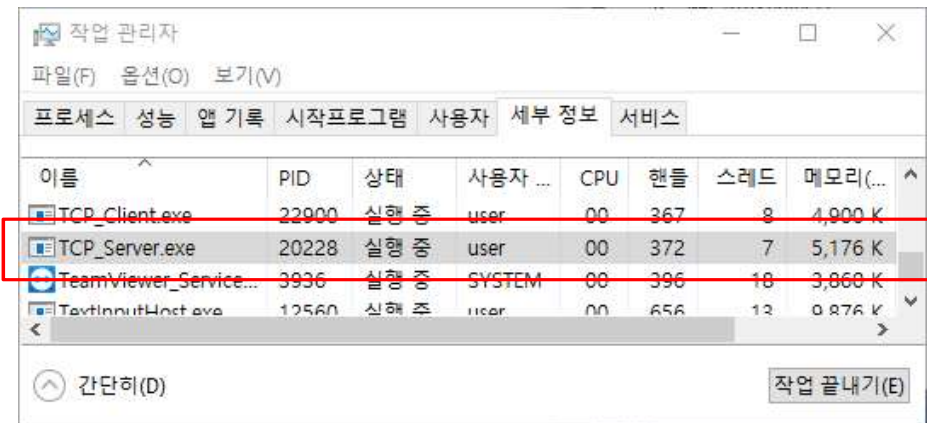 작업 관리자
파일(F) 옵션(O) 보기(V)
프로세스 성능 앱 기록 시작프로그램 사용자 세부 정보 서비스
이름 PID 상태 사용자 ... CPU 핸들 스레드 메모리(...
TCP_Client.exe 22900 실행 중 user 00 367 8 4,900 K
TCP_Server.exe 20228 실행 중 user 00 372 7 5,176 K
TeamViewer_Service... 3936 실행 중 SYSTEM 00 396 18 3,860 K
TextInputHost.exe 12560 실행 중 user 00 656 13 9,876 K
간단히(D) 작업 끝내기(E)